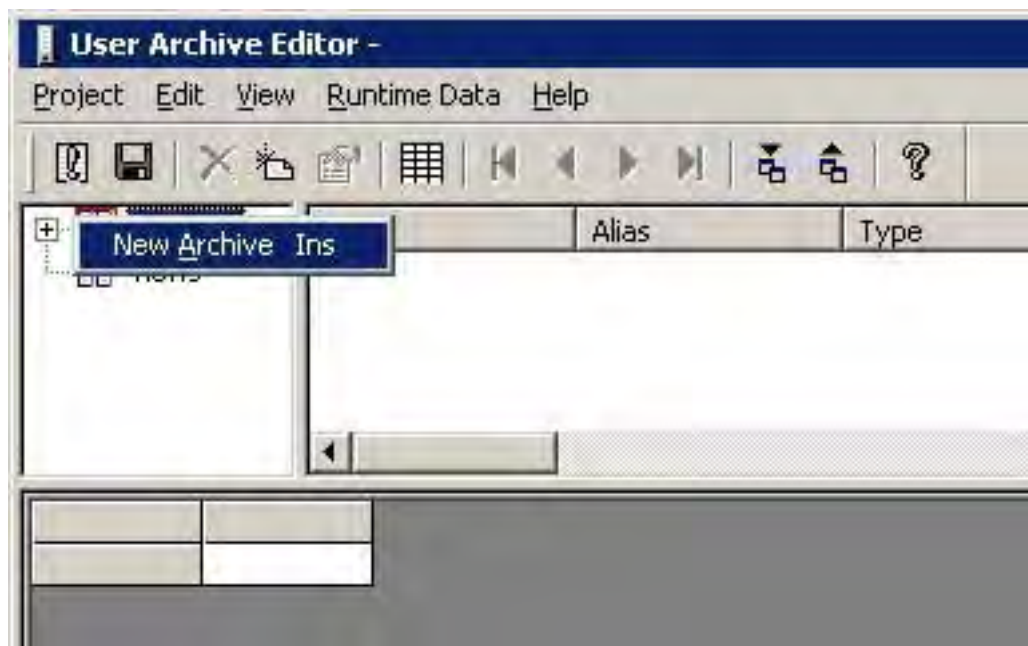 User Archive Editor -
Project Edit View Runtime Data Help
New Archive Ins
Alias Type